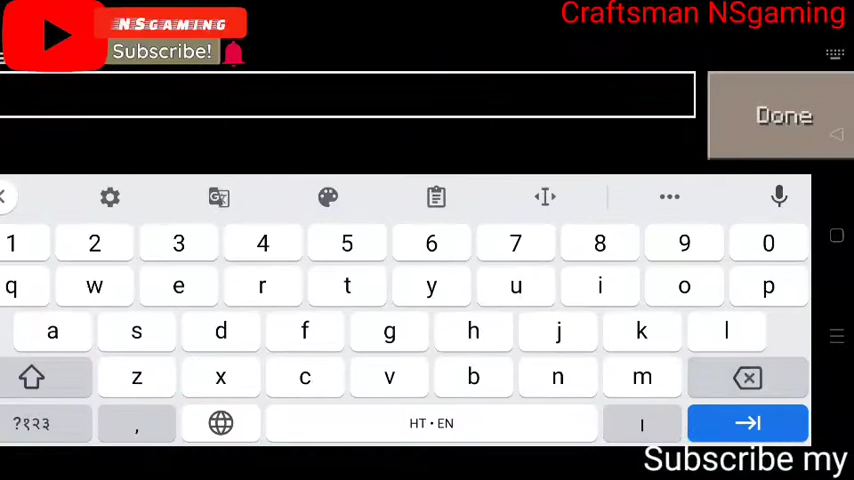 NSGAMING
Craftsman NSgaming
Subscribe!
Done
1 2 3 4 5 6 7 8 9 0
q w e r t y u i o p
a s d f g h j k l
z x c v b n m
?१२३ , HT • EN ।
Subscribe my